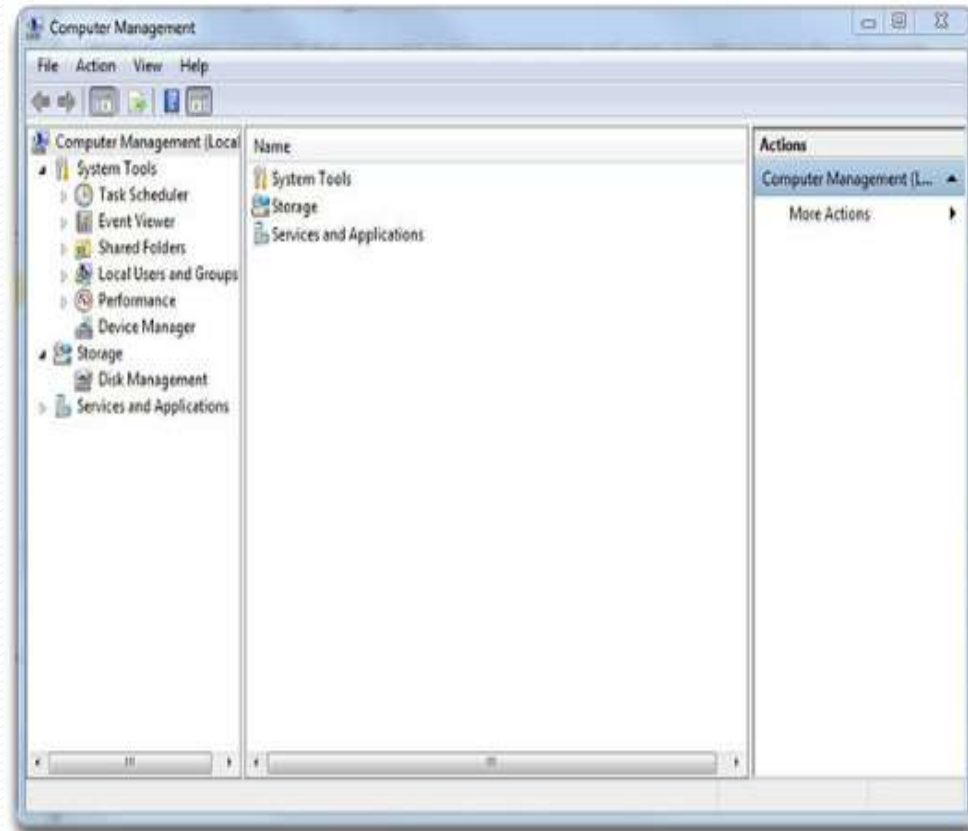 Computer Management
File Action View Help
Computer Management (Local
System Tools
Task Scheduler
Event Viewer
Shared Folders
Local Users and Groups
Performance
Device Manager
Storage
Disk Management
Services and Applications
Name
System Tools
Storage
Services and Applications
Actions
Computer Management (L...
More Actions